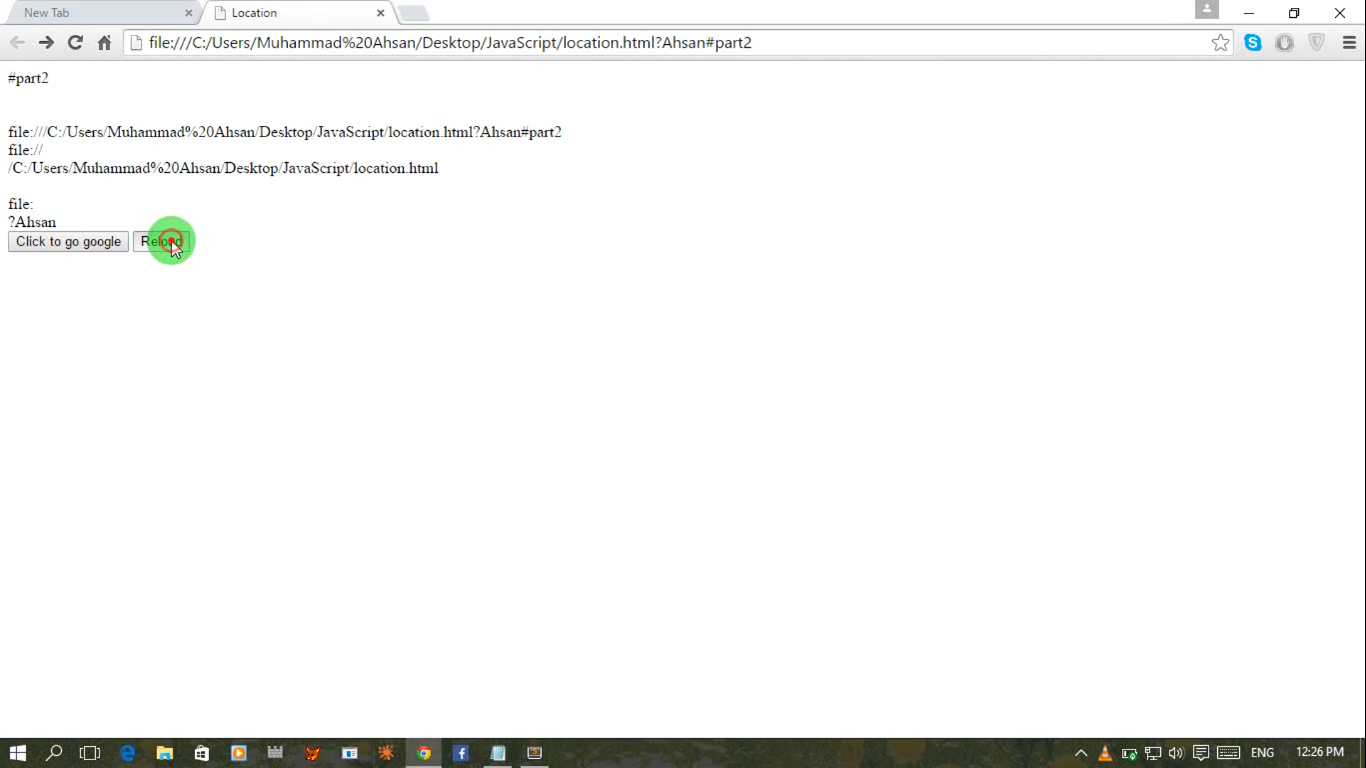 New Tab
Location
file:///C:/Users/Muhammad%20Ahsan/Desktop/JavaScript/location.html?Ahsan#part2
#part2
file:///C:/Users/Muhammad%20Ahsan/Desktop/JavaScript/location.html?Ahsan#part2
file://
/C:/Users/Muhammad%20Ahsan/Desktop/JavaScript/location.html
file:
?Ahsan
Click to go google Reload
ENG 12:26 PM